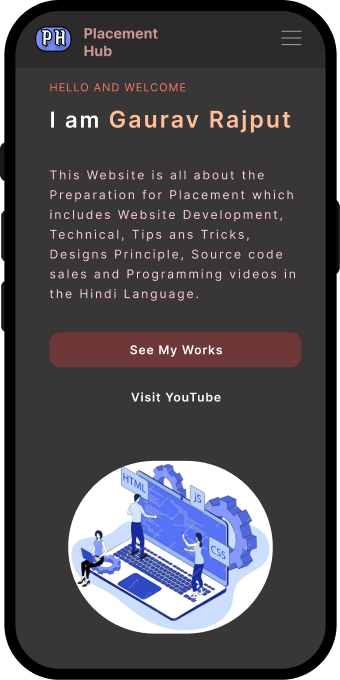 PH
Placement
Hub
HELLO AND WELCOME
I am Gaurav Rajput
This Website is all about the
Preparation for Placement which
includes Website Development,
Technical, Tips ans Tricks,
Designs Principle, Source code
sales and Programming videos in
the Hindi Language.
See My Works
Visit YouTube
HTML
JS
CSS